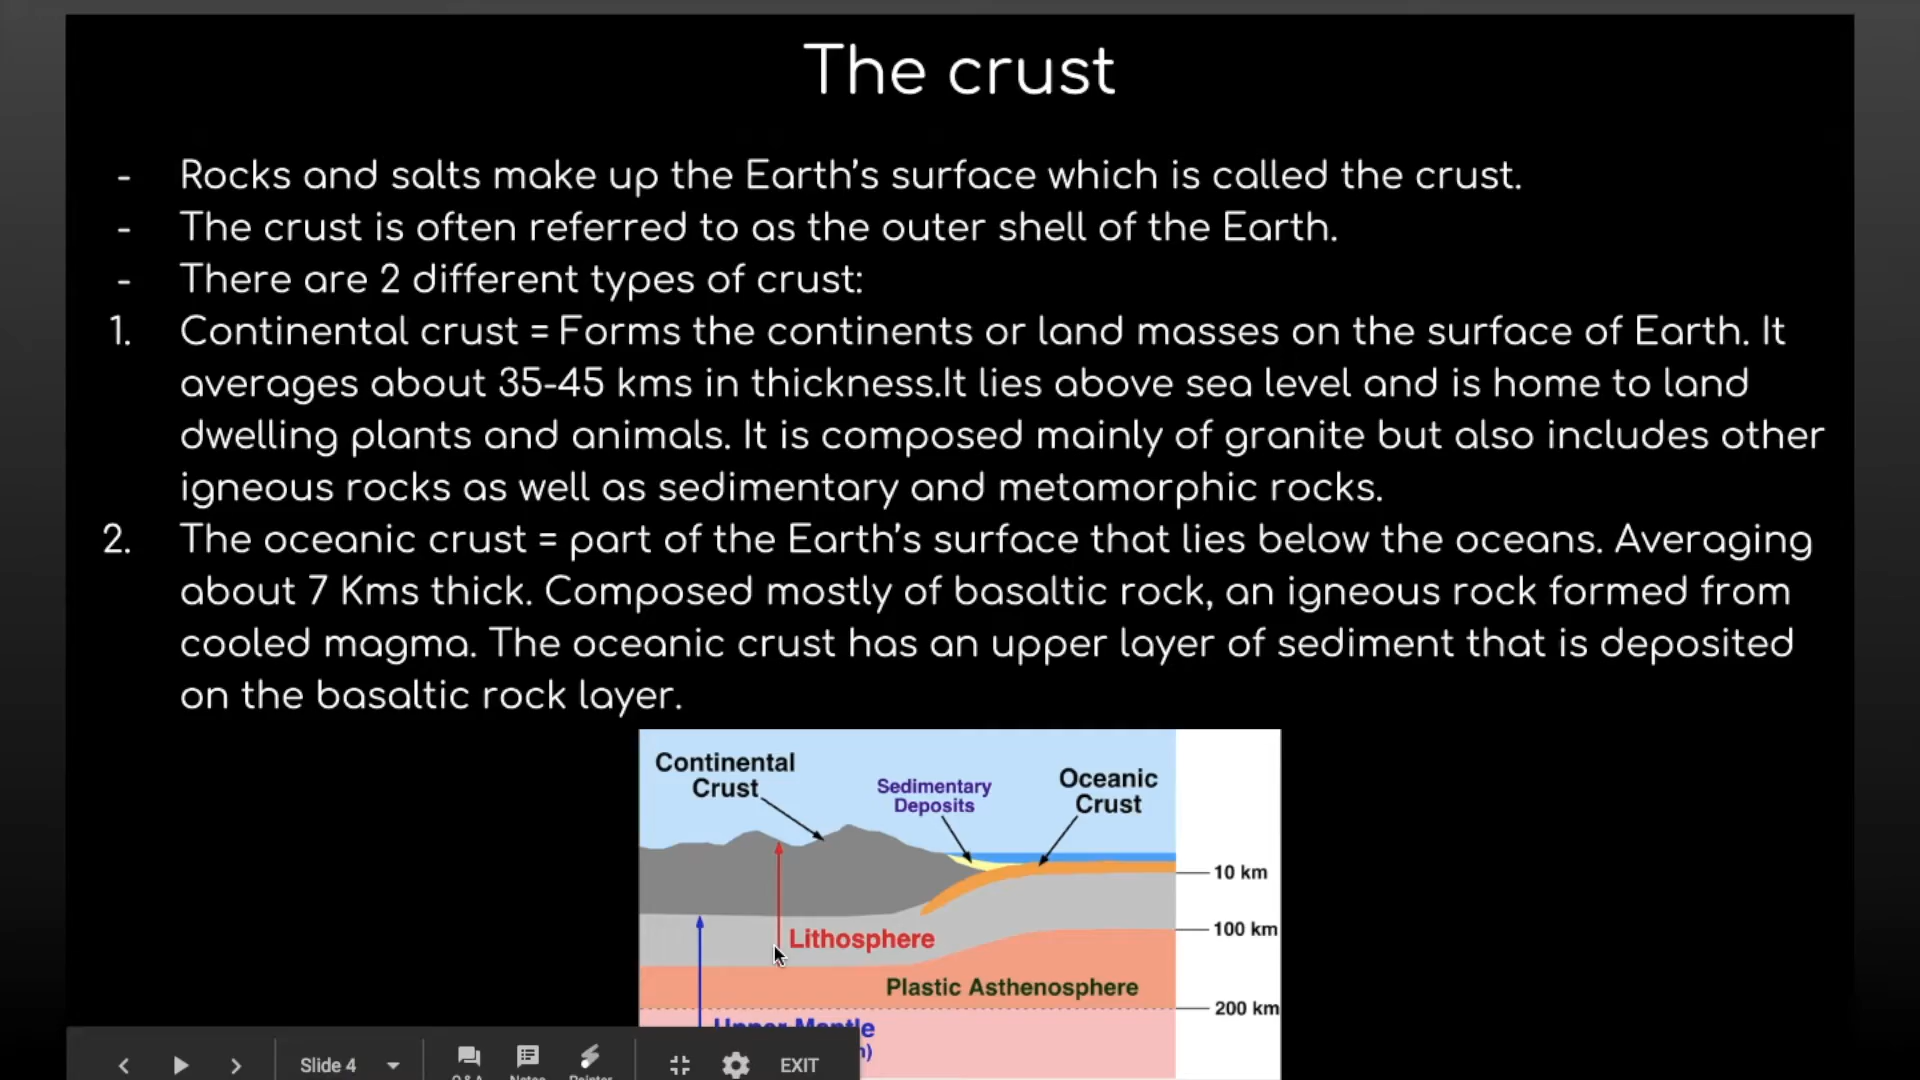 The crust
- Rocks and salts make up the Earth's surface which is called the crust.
- The crust is often referred to as the outer shell of the Earth.
- There are 2 different types of crust:
1. Continental crust = Forms the continents or land masses on the surface of Earth. It
averages about 35-45 kms in thickness.It lies above sea level and is home to land
dwelling plants and animals. It is composed mainly of granite but also includes other
igneous rocks as well as sedimentary and metamorphic rocks.
2. The oceanic crust = part of the Earth's surface that lies below the oceans. Averaging
about 7 Kms thick. Composed mostly of basaltic rock, an igneous rock formed from
cooled magma. The oceanic crust has an upper layer of sediment that is deposited
on the basaltic rock layer.
Continental
Crust
Sedimentary
Deposits
Oceanic
Crust
10 km
Lithosphere
100 km
Plastic Asthenosphere
200 km
Upper Mantle
Slide 4
Q&A
Notes
Pointer
EXIT